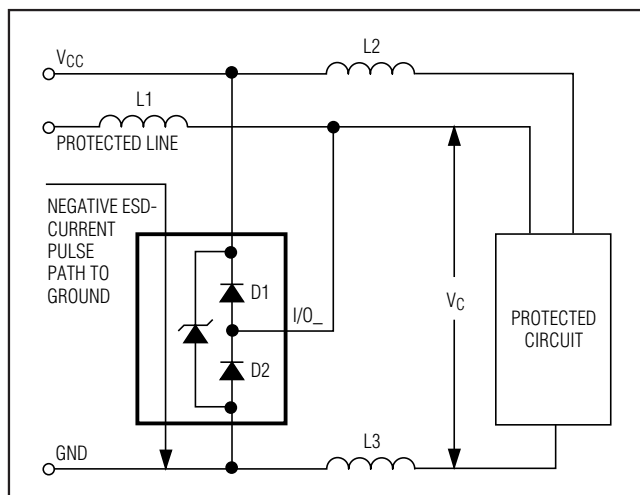 VCC
L2
L1
PROTECTED LINE
NEGATIVE ESD-
CURRENT
PULSE
PATH TO
GROUND
D1
I/O_
D2
VC
PROTECTED
CIRCUIT
GND
L3